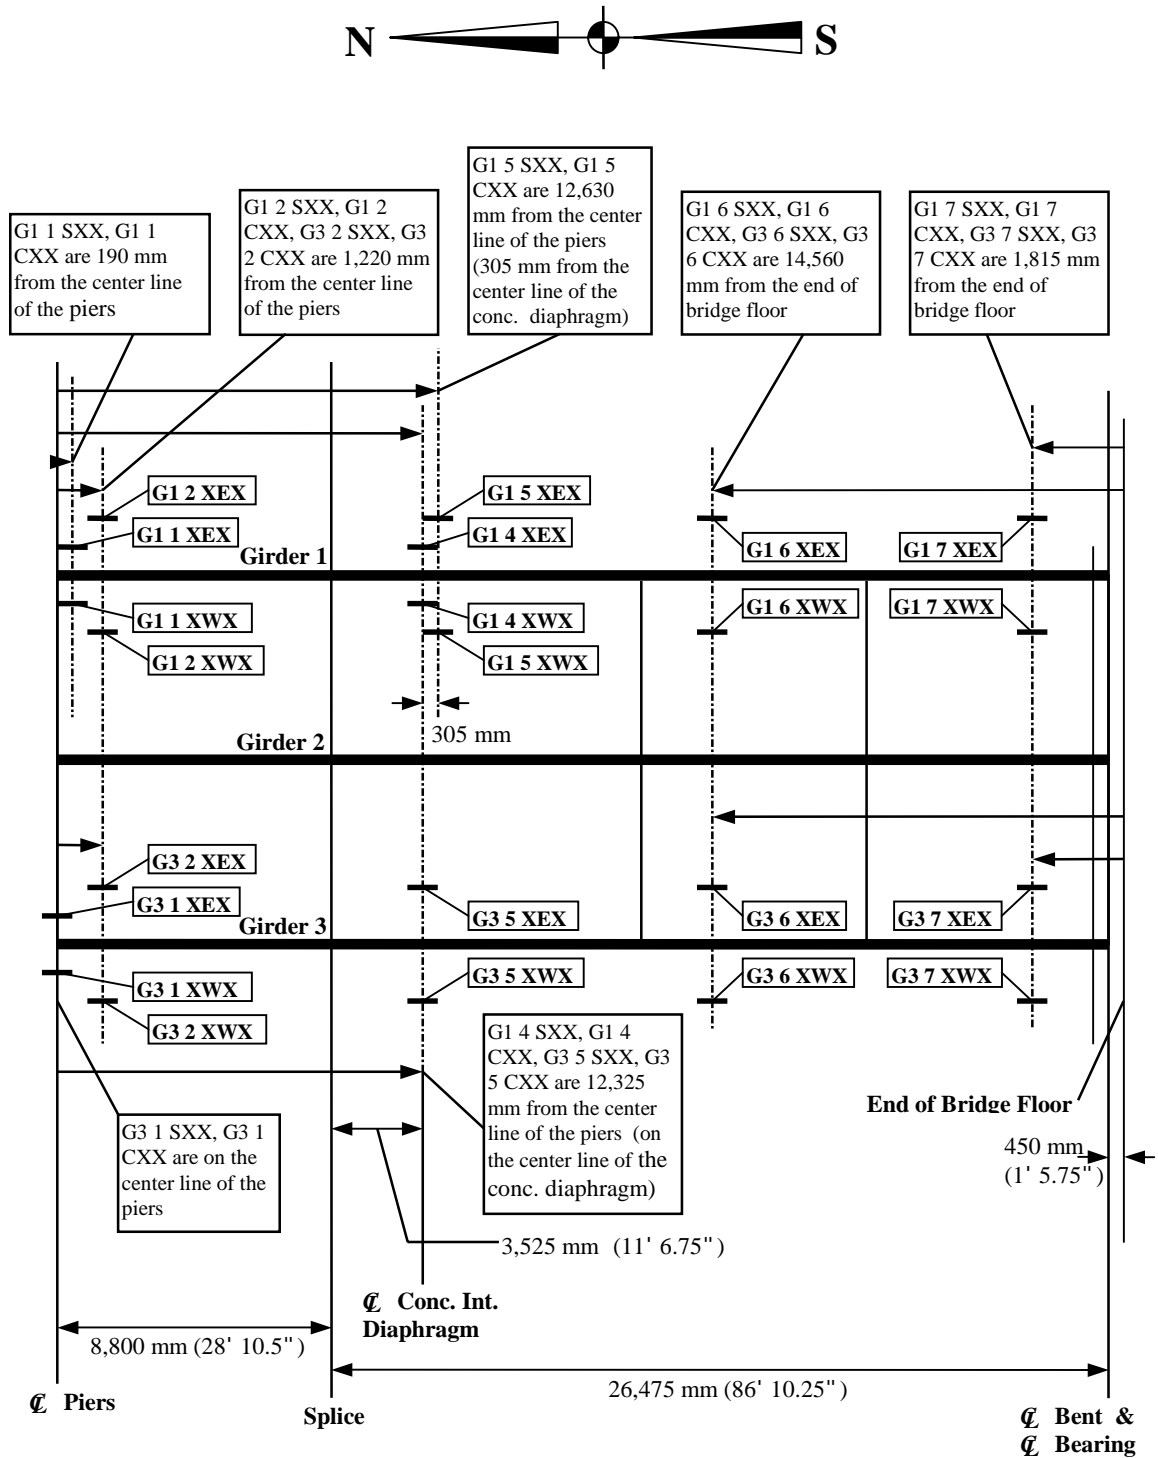 N
S
G1 1 SXX, G1 1
CXX are 190 mm
from the center line
of the piers
G1 2 SXX, G1 2
CXX, G3 2 SXX, G3
2 CXX are 1,220 mm
from the center line
of the piers
G1 5 SXX, G1 5
CXX are 12,630
mm from the center
line of the piers
(305 mm from the
center line of the
conc. diaphragm)
G1 6 SXX, G1 6
CXX, G3 6 SXX, G3
6 CXX are 14,560
mm from the end of
bridge floor
G1 7 SXX, G1 7
CXX, G3 7 SXX, G3
7 CXX are 1,815 mm
from the end of
bridge floor
G1 2 XEX
G1 5 XEX
G1 1 XEX
G1 4 XEX
G1 6 XEX
G1 7 XEX
Girder 1
G1 1 XWX
G1 4 XWX
G1 6 XWX
G1 7 XWX
G1 2 XWX
G1 5 XWX
305 mm
Girder 2
G3 2 XEX
G3 1 XEX
G3 5 XEX
G3 6 XEX
G3 7 XEX
Girder 3
G3 1 XWX
G3 5 XWX
G3 6 XWX
G3 7 XWX
G3 2 XWX
G1 4 SXX, G1 4
CXX, G3 5 SXX, G3
5 CXX are 12,325
mm from the center
line of the piers (on
the center line of the
conc. diaphragm)
End of Bridge Floor
G3 1 SXX, G3 1
CXX are on the
center line of the
piers
450 mm
(1' 5.75")
3,525 mm (11' 6.75")
℄ Conc. Int.
Diaphragm
8,800 mm (28' 10.5")
26,475 mm (86' 10.25")
℄ Piers
Splice
℄ Bent &
℄ Bearing